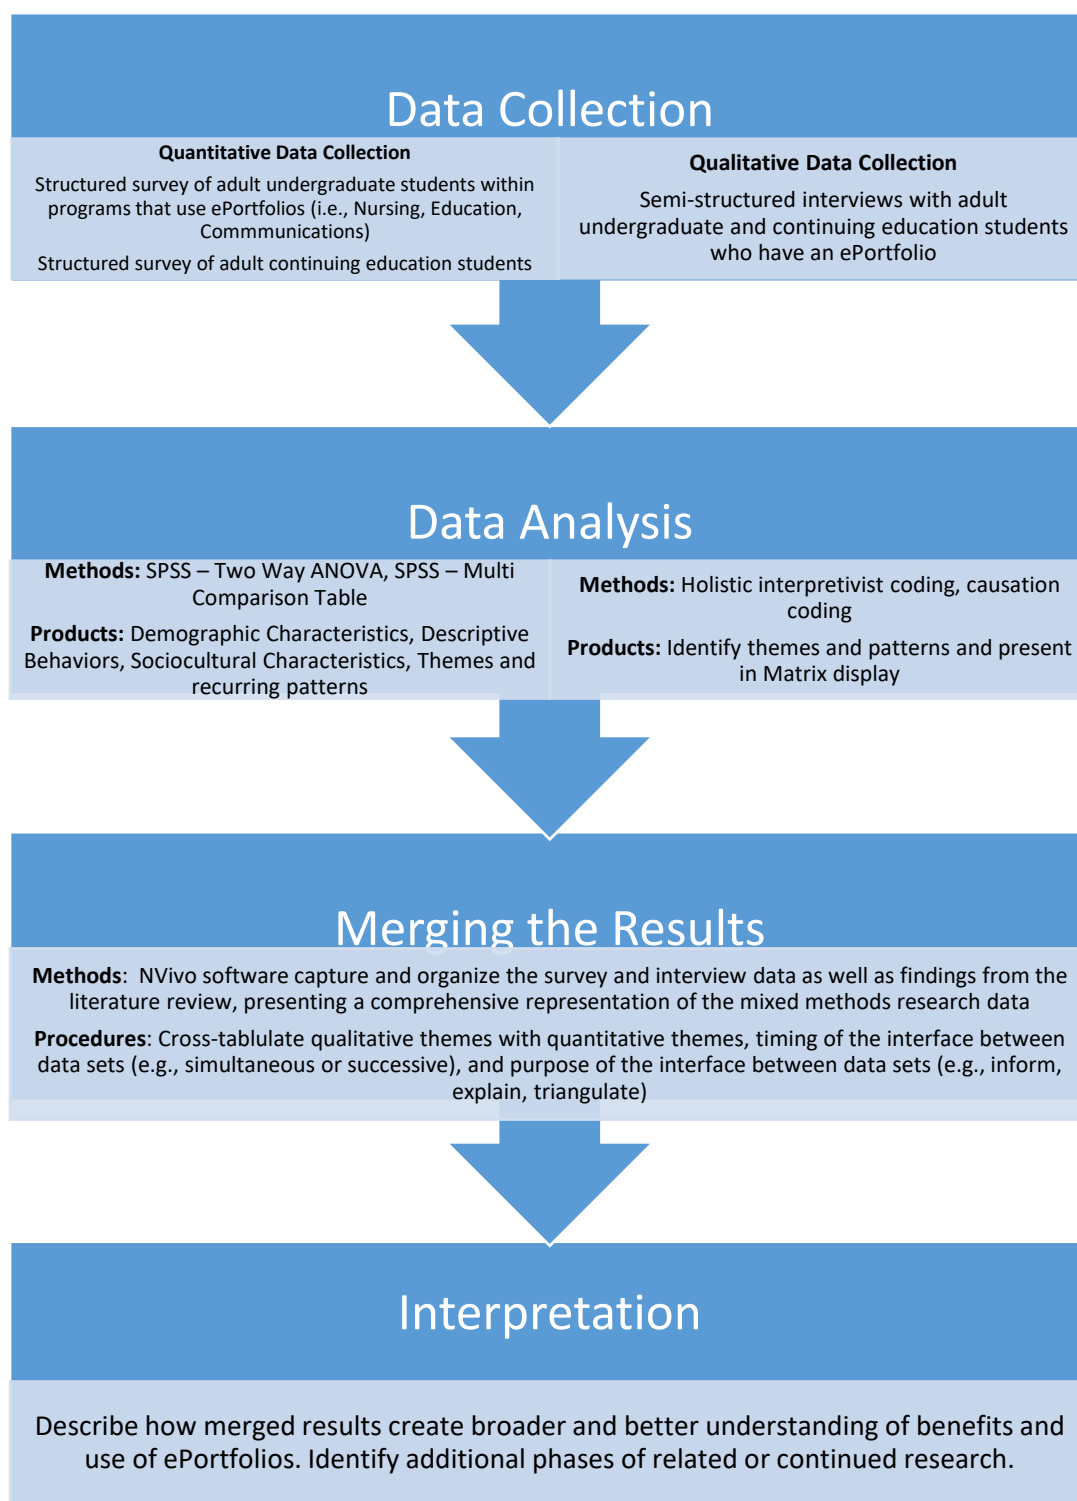 Data Collection
Quantitative Data Collection
Structured survey of adult undergraduate students within
programs that use ePortfolios (i.e., Nursing, Education,
Commmunications)
Structured survey of adult continuing education students
Qualitative Data Collection
Semi-structured interviews with adult
undergraduate and continuing education students
who have an ePortfolio
Data Analysis
Methods: SPSS – Two Way ANOVA, SPSS – Multi
Comparison Table
Products: Demographic Characteristics, Descriptive
Behaviors, Sociocultural Characteristics, Themes and
recurring patterns
Methods: Holistic interpretivist coding, causation
coding
Products: Identify themes and patterns and present
in Matrix display
Merging the Results
Methods:  NVivo software capture and organize the survey and interview data as well as findings from the
literature review, presenting a comprehensive representation of the mixed methods research data
Procedures: Cross-tablulate qualitative themes with quantitative themes, timing of the interface between
data sets (e.g., simultaneous or successive), and purpose of the interface between data sets (e.g., inform,
explain, triangulate)
Interpretation
Describe how merged results create broader and better understanding of benefits and
use of ePortfolios. Identify additional phases of related or continued research.